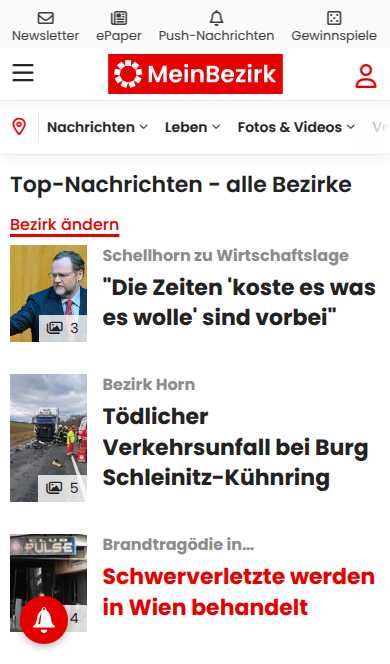 Newsletter ePaper Push-Nachrichten Gewinnspiele
MeinBezirk
Nachrichten Leben Fotos & Videos
Top-Nachrichten - alle Bezirke
Bezirk ändern
Schellhorn zu Wirtschaftslage
"Die Zeiten 'koste es was
es wolle' sind vorbei"
3
Bezirk Horn
Tödlicher
Verkehrsunfall bei Burg
Schleinitz-Kühnring
5
CLUB
PULSE
Brandtragödie in...
Schwerverletzte werden
in Wien behandelt
4